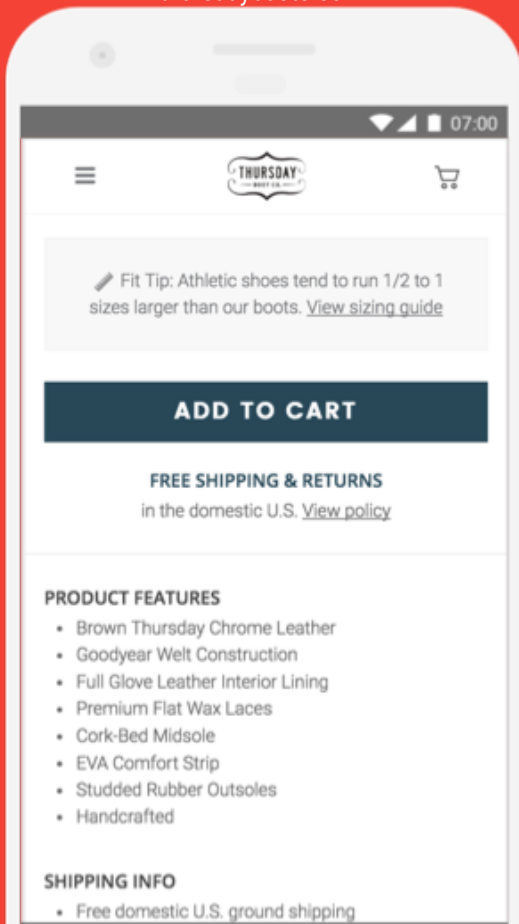 07:00
THURSDAY
BOOT CO.
Fit Tip: Athletic shoes tend to run 1/2 to 1
sizes larger than our boots. View sizing guide
ADD TO CART
FREE SHIPPING & RETURNS
in the domestic U.S. View policy
PRODUCT FEATURES
• Brown Thursday Chrome Leather
• Goodyear Welt Construction
• Full Glove Leather Interior Lining
• Premium Flat Wax Laces
• Cork-Bed Midsole
• EVA Comfort Strip
• Studded Rubber Outsoles
• Handcrafted
SHIPPING INFO
• Free domestic U.S. ground shipping